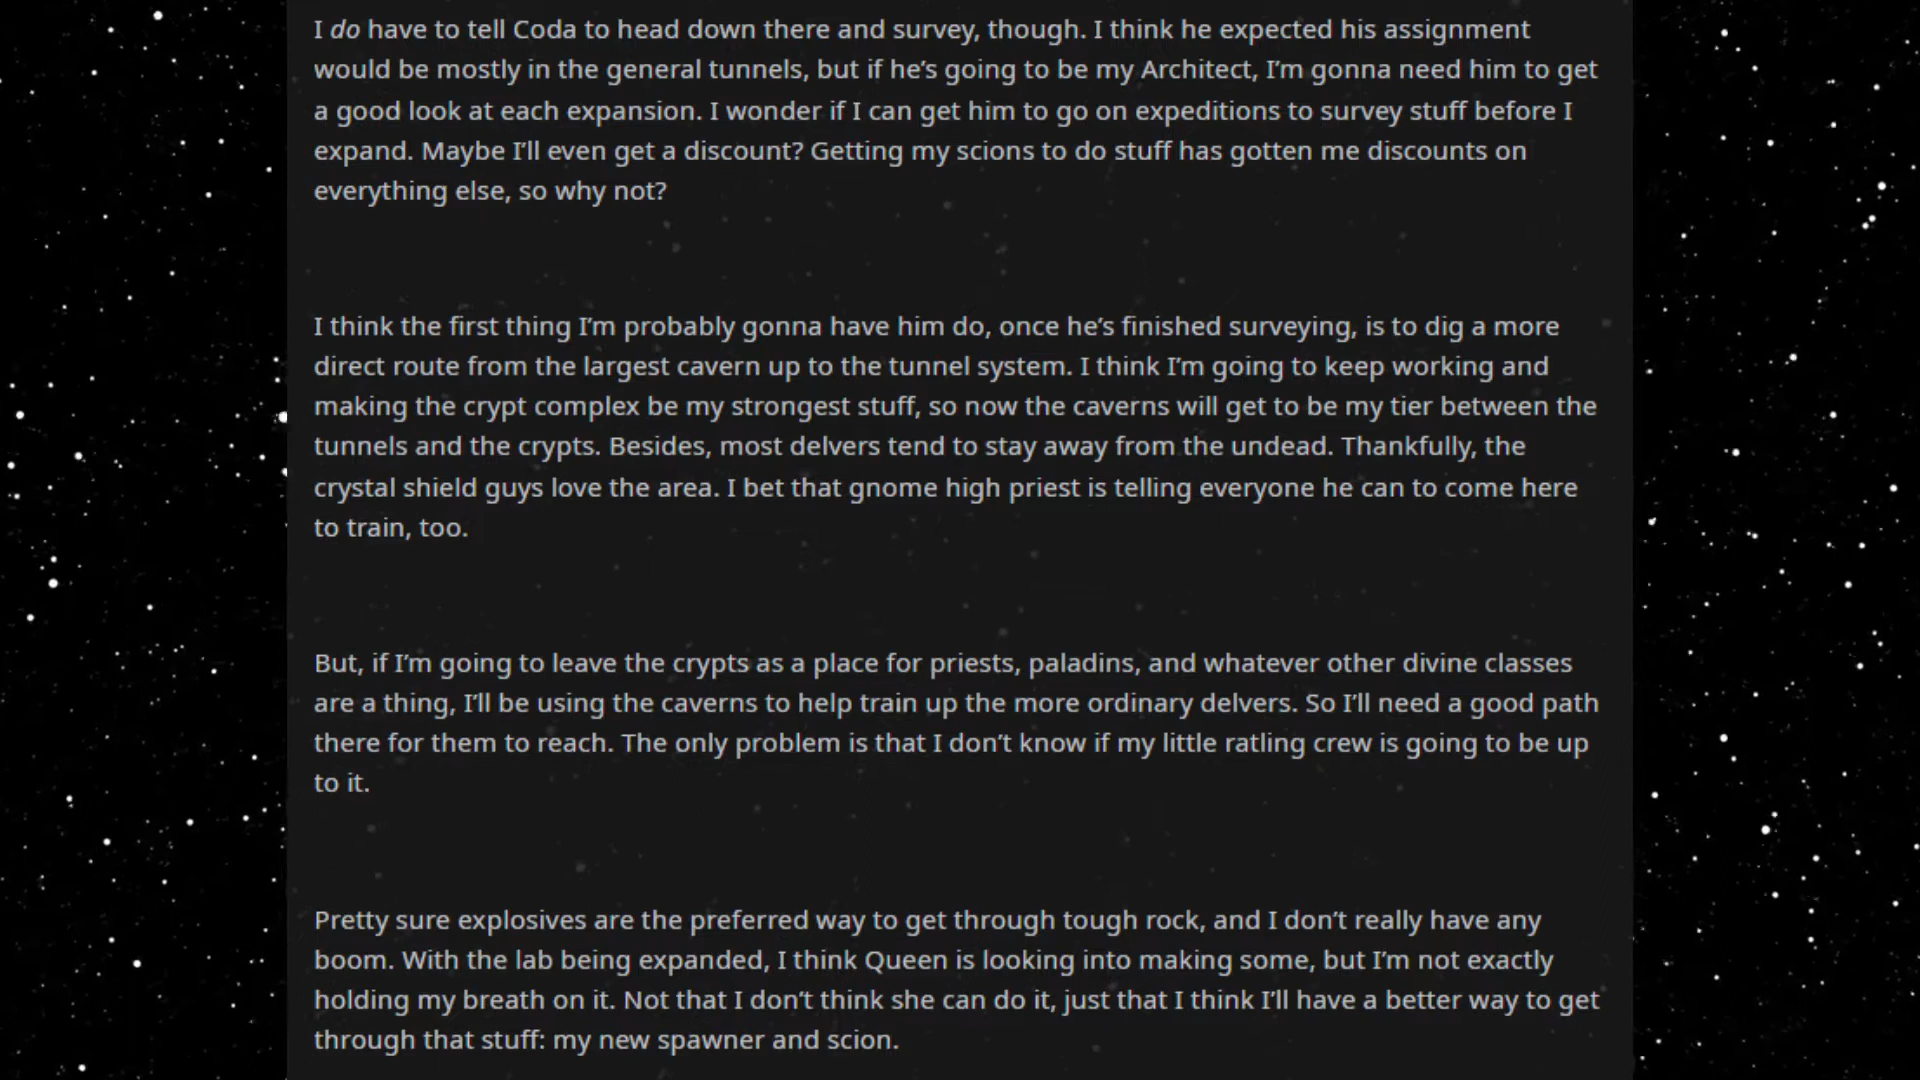 I do have to tell Coda to head down there and survey, though. I think he expected his assignment
would be mostly in the general tunnels, but if he’s going to be my Architect, I’m gonna need him to get
a good look at each expansion. I wonder if I can get him to go on expeditions to survey stuff before I
expand. Maybe I’ll even get a discount? Getting my scions to do stuff has gotten me discounts on
everything else, so why not?
I think the first thing I’m probably gonna have him do, once he’s finished surveying, is to dig a more
direct route from the largest cavern up to the tunnel system. I think I’m going to keep working and
making the crypt complex be my strongest stuff, so now the caverns will get to be my tier between the
tunnels and the crypts. Besides, most delvers tend to stay away from the undead. Thankfully, the
crystal shield guys love the area. I bet that gnome high priest is telling everyone he can to come here
to train, too.
But, if I’m going to leave the crypts as a place for priests, paladins, and whatever other divine classes
are a thing, I’ll be using the caverns to help train up the more ordinary delvers. So I’ll need a good path
there for them to reach. The only problem is that I don’t know if my little ratling crew is going to be up
to it.
Pretty sure explosives are the preferred way to get through tough rock, and I don’t really have any
boom. With the lab being expanded, I think Queen is looking into making some, but I’m not exactly
holding my breath on it. Not that I don’t think she can do it, just that I think I’ll have a better way to get
through that stuff: my new spawner and scion.